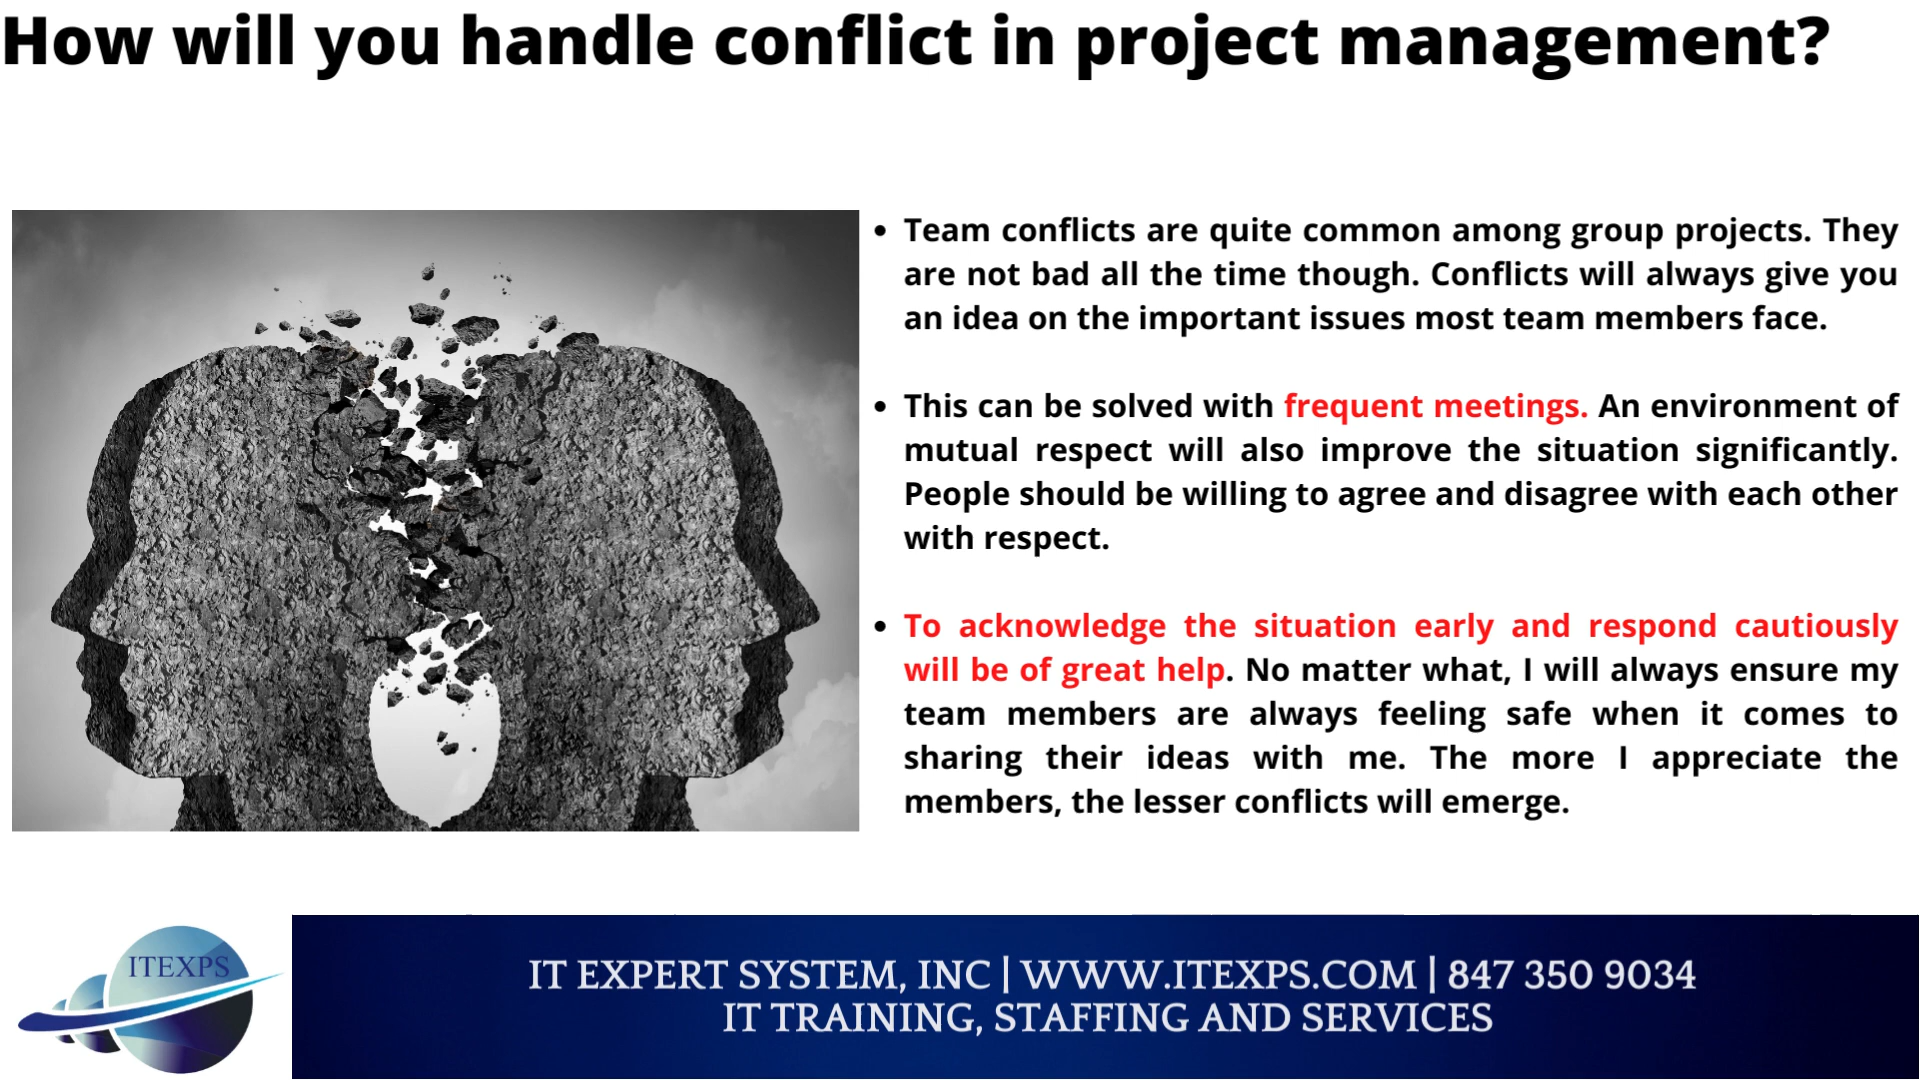 How will you handle conflict in project management?
• Team conflicts are quite common among group projects. They
are not bad all the time though. Conflicts will always give you
an idea on the important issues most team members face.
• This can be solved with frequent meetings. An environment of
mutual respect will also improve the situation significantly.
People should be willing to agree and disagree with each other
with respect.
• To acknowledge the situation early and respond cautiously
will be of great help. No matter what, I will always ensure my
team members are always feeling safe when it comes to
sharing their ideas with me. The more I appreciate the
members, the lesser conflicts will emerge.
ITEXPS
IT EXPERT SYSTEM, INC | WWW.ITEXPS.COM | 847 350 9034
IT TRAINING, STAFFING AND SERVICES